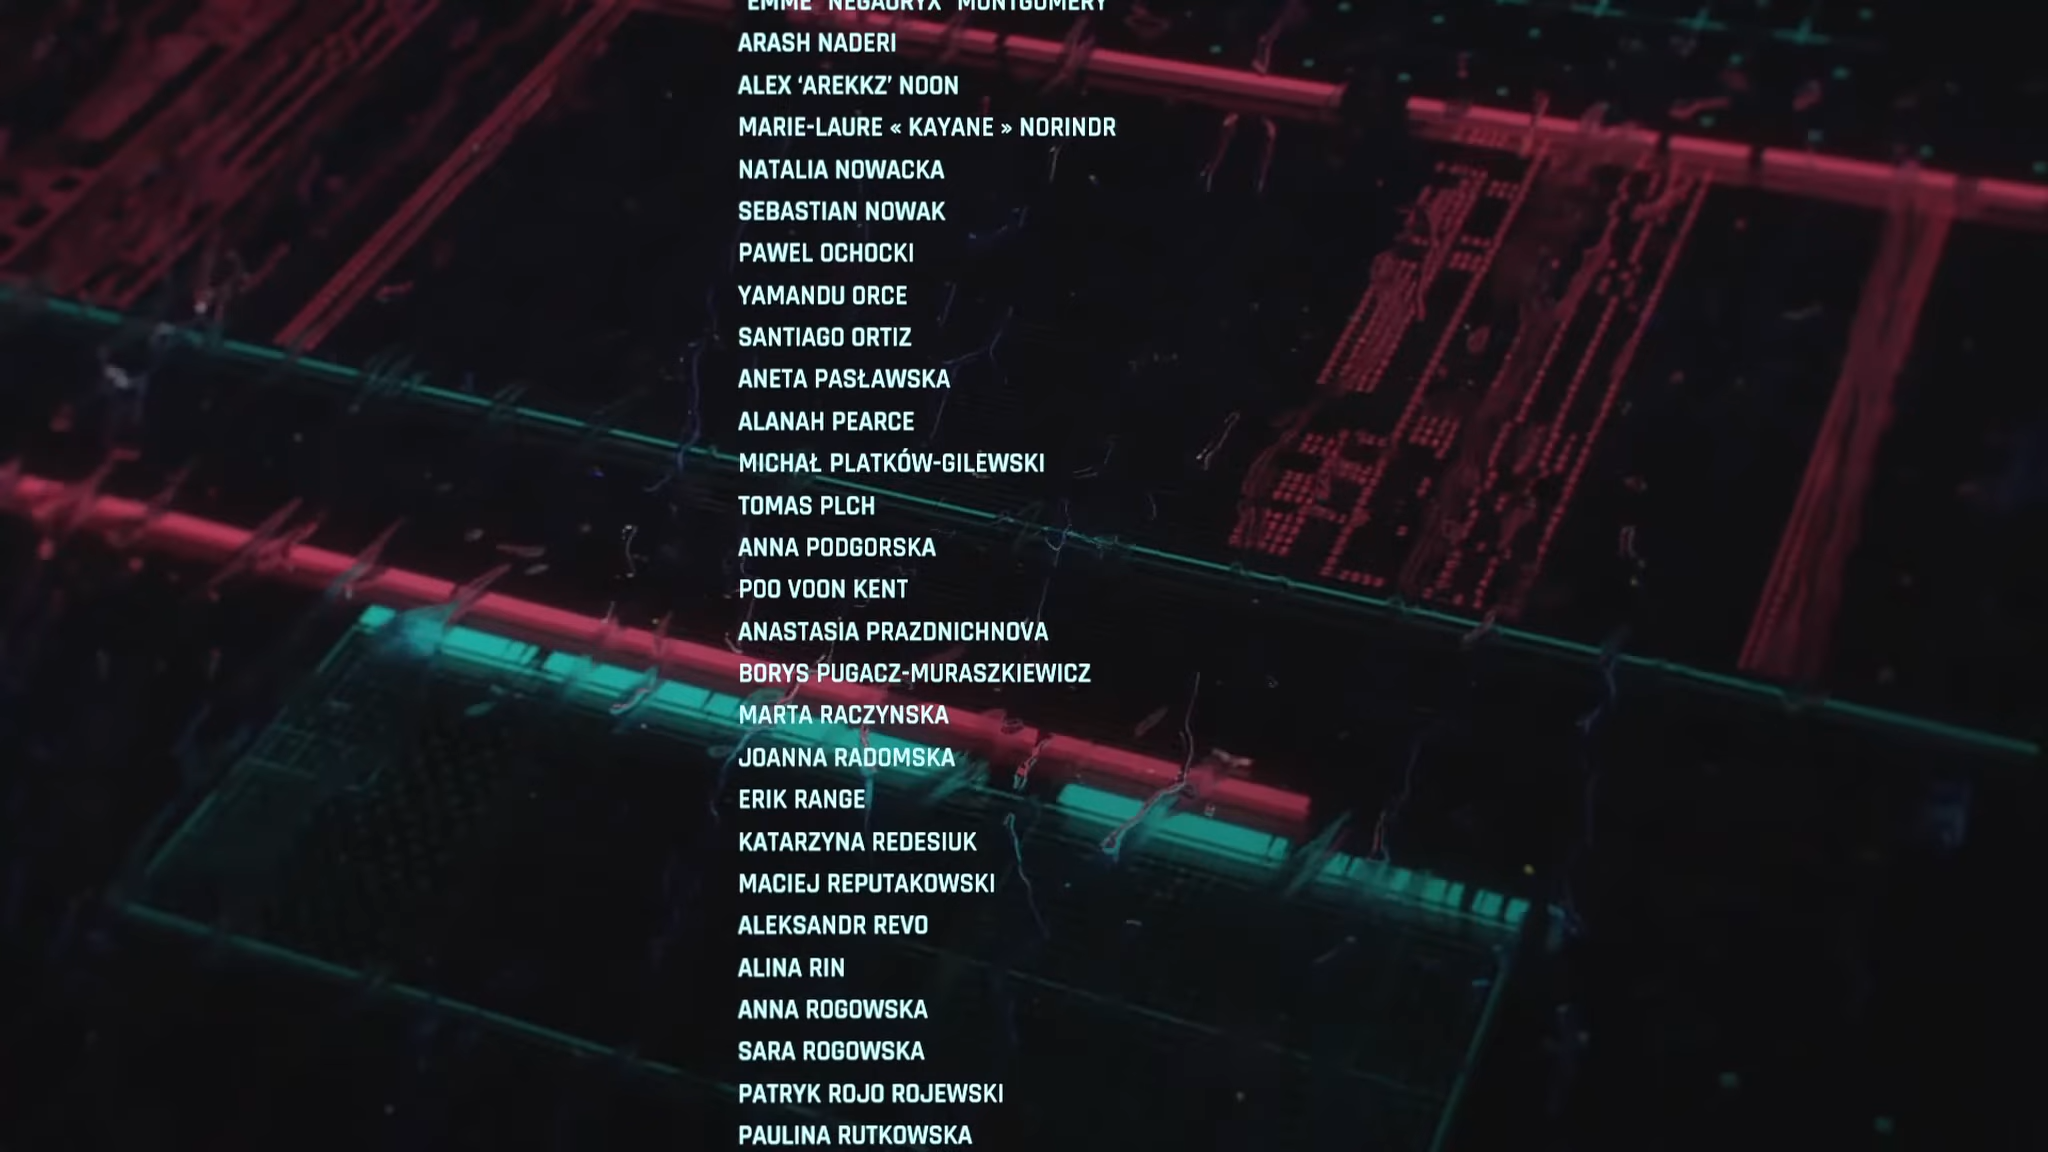 "EMME "NEGAORYX" MONTGOMERY
ARASH NADERI
ALEX ‘AREKKZ’ NOON
MARIE-LAURE « KAYANE » NORINDR
NATALIA NOWACKA
SEBASTIAN NOWAK
PAWEL OCHOCKI
YAMANDU ORCE
SANTIAGO ORTIZ
ANETA PASŁAWSKA
ALANAH PEARCE
MICHAŁ PLATKÓW-GILEWSKI
TOMAS PLCH
ANNA PODGORSKA
POO VOON KENT
ANASTASIA PRAZDNICHNOVA
BORYS PUGACZ-MURASZKIEWICZ
MARTA RACZYNSKA
JOANNA RADOMSKA
ERIK RANGE
KATARZYNA REDESIUK
MACIEJ REPUTAKOWSKI
ALEKSANDR REVO
ALINA RIN
ANNA ROGOWSKA
SARA ROGOWSKA
PATRYK ROJO ROJEWSKI
PAULINA RUTKOWSKA